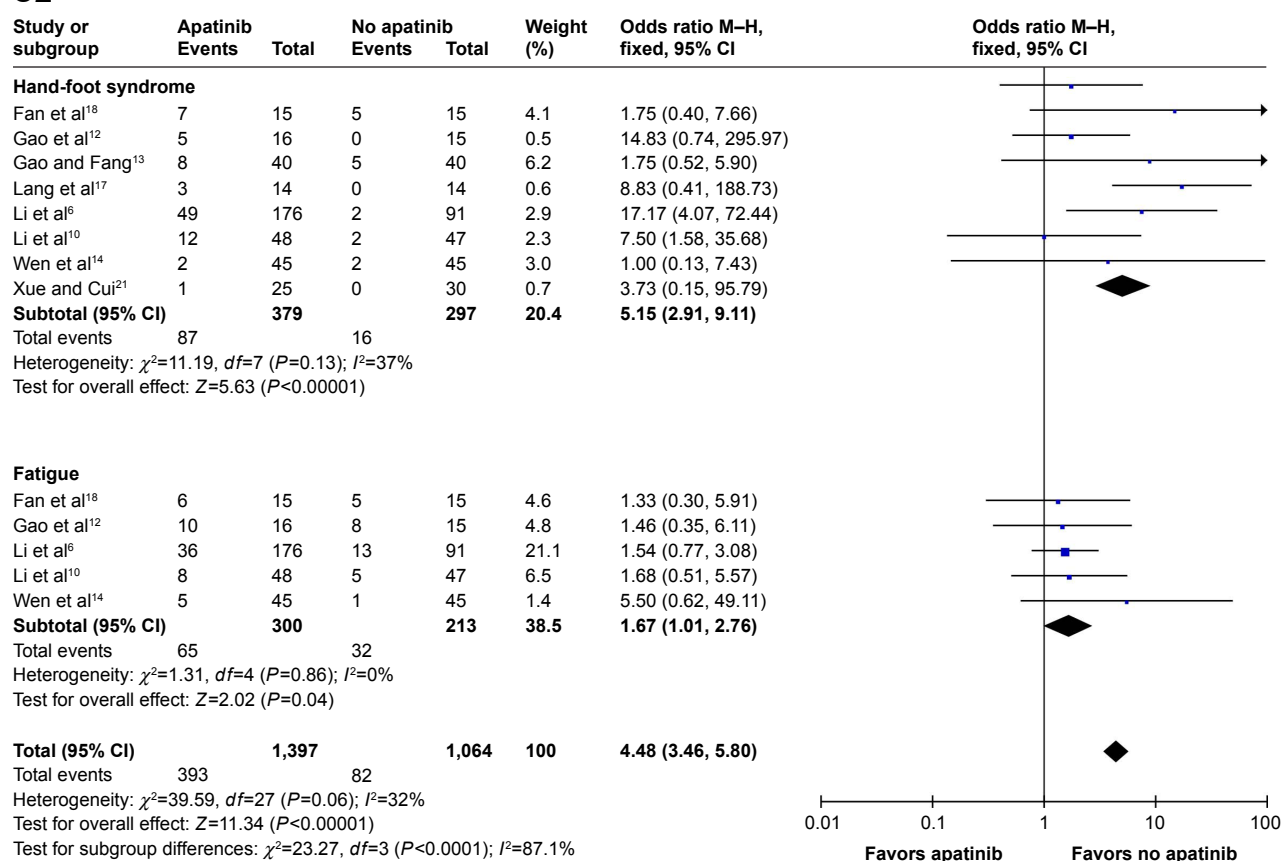 Study or Apatinib No apatinib Weight Odds ratio M–H, Odds ratio M–H,
subgroup Events Total Events Total (%) fixed, 95% CI fixed, 95% CI
Hand-foot syndrome
Fan et al18 7 15 5 15 4.1 1.75 (0.40, 7.66)
Gao et al12 5 16 0 15 0.5 14.83 (0.74, 295.97)
Gao and Fang13 8 40 5 40 6.2 1.75 (0.52, 5.90)
Lang et al17 3 14 0 14 0.6 8.83 (0.41, 188.73)
Li et al6 49 176 2 91 2.9 17.17 (4.07, 72.44)
Li et al10 12 48 2 47 2.3 7.50 (1.58, 35.68)
Wen et al14 2 45 2 45 3.0 1.00 (0.13, 7.43)
Xue and Cui21 1 25 0 30 0.7 3.73 (0.15, 95.79)
Subtotal (95% CI) 379 297 20.4 5.15 (2.91, 9.11)
Total events 87 16
Heterogeneity: χ2=11.19, df=7 (P=0.13); I2=37%
Test for overall effect: Z=5.63 (P<0.00001)
Fatigue
Fan et al18 6 15 5 15 4.6 1.33 (0.30, 5.91)
Gao et al12 10 16 8 15 4.8 1.46 (0.35, 6.11)
Li et al6 36 176 13 91 21.1 1.54 (0.77, 3.08)
Li et al10 8 48 5 47 6.5 1.68 (0.51, 5.57)
Wen et al14 5 45 1 45 1.4 5.50 (0.62, 49.11)
Subtotal (95% CI) 300 213 38.5 1.67 (1.01, 2.76)
Total events 65 32
Heterogeneity: χ2=1.31, df=4 (P=0.86); I2=0%
Test for overall effect: Z=2.02 (P=0.04)
Total (95% CI) 1,397 1,064 100 4.48 (3.46, 5.80)
Total events 393 82
Heterogeneity: χ2=39.59, df=27 (P=0.06); I2=32%
Test for overall effect: Z=11.34 (P<0.00001)
Test for subgroup differences: χ2=23.27, df=3 (P<0.0001); I2=87.1%
0.01 0.1 1 10 100
Favors apatinib Favors no apatinib